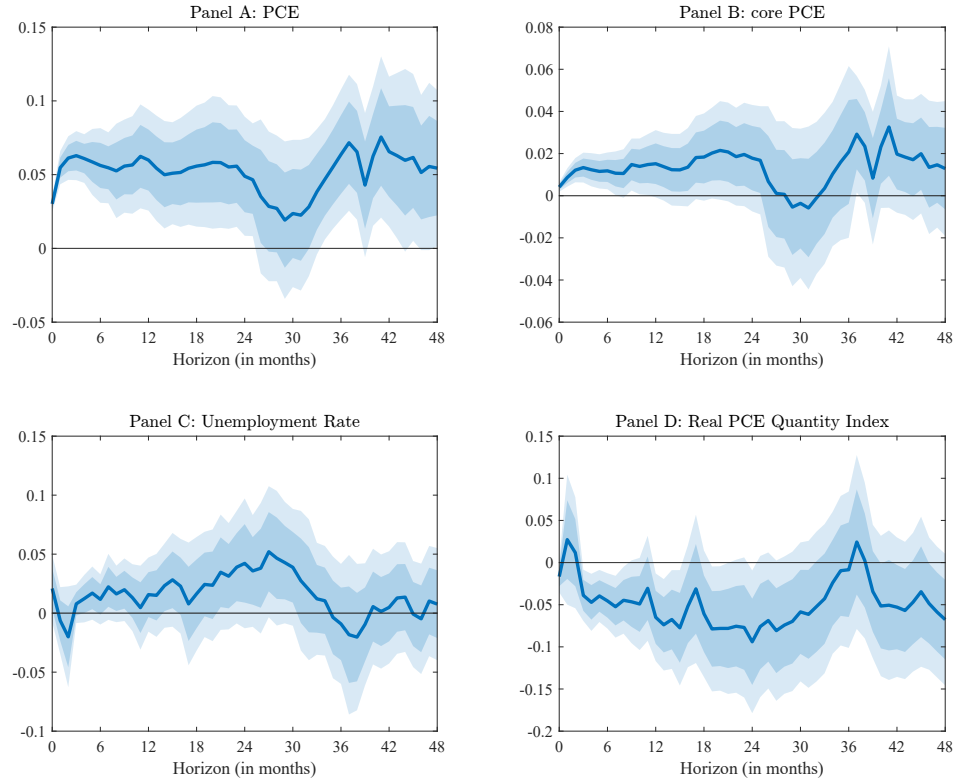 Panel A: PCE
0.15
0.1
0.05
0
-0.05
0 6 12 18 24 30 36 42 48
Horizon (in months)
Panel B: core PCE
0.08
0.06
0.04
0.02
0
-0.02
-0.04
-0.06
0 6 12 18 24 30 36 42 48
Horizon (in months)
Panel C: Unemployment Rate
0.15
0.1
0.05
0
-0.05
-0.1
0 6 12 18 24 30 36 42 48
Horizon (in months)
Panel D: Real PCE Quantity Index
0.15
0.1
0.05
0
-0.05
-0.1
-0.15
-0.2
0 6 12 18 24 30 36 42 48
Horizon (in months)